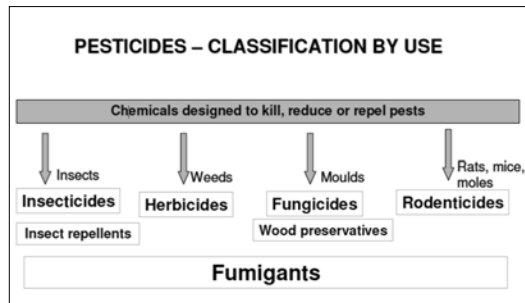 PESTICIDES – CLASSIFICATION BY USE
Chemicals designed to kill, reduce or repel pests
Insects
Weeds
Moulds
Rats, mice,
moles
Insecticides
Herbicides
Fungicides
Rodenticides
Insect repellents
Wood preservatives
Fumigants